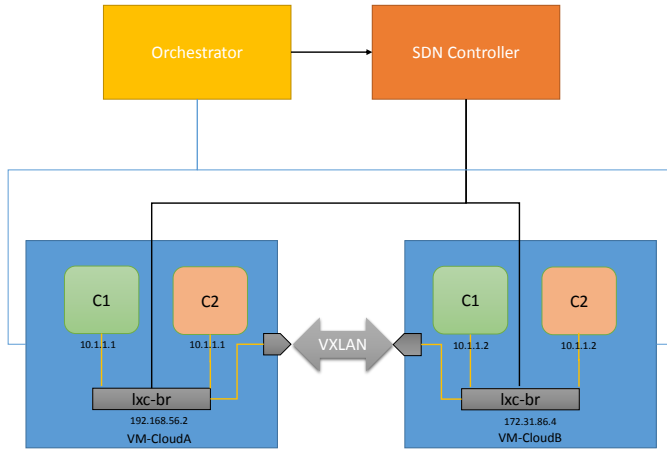 Orchestrator
SDN Controller
C1
C2
C1
C2
10.1.1.1
10.1.1.1
VXLAN
10.1.1.2
10.1.1.2
lxc-br
lxc-br
192.168.56.2
172.31.86.4
VM-CloudA
VM-CloudB